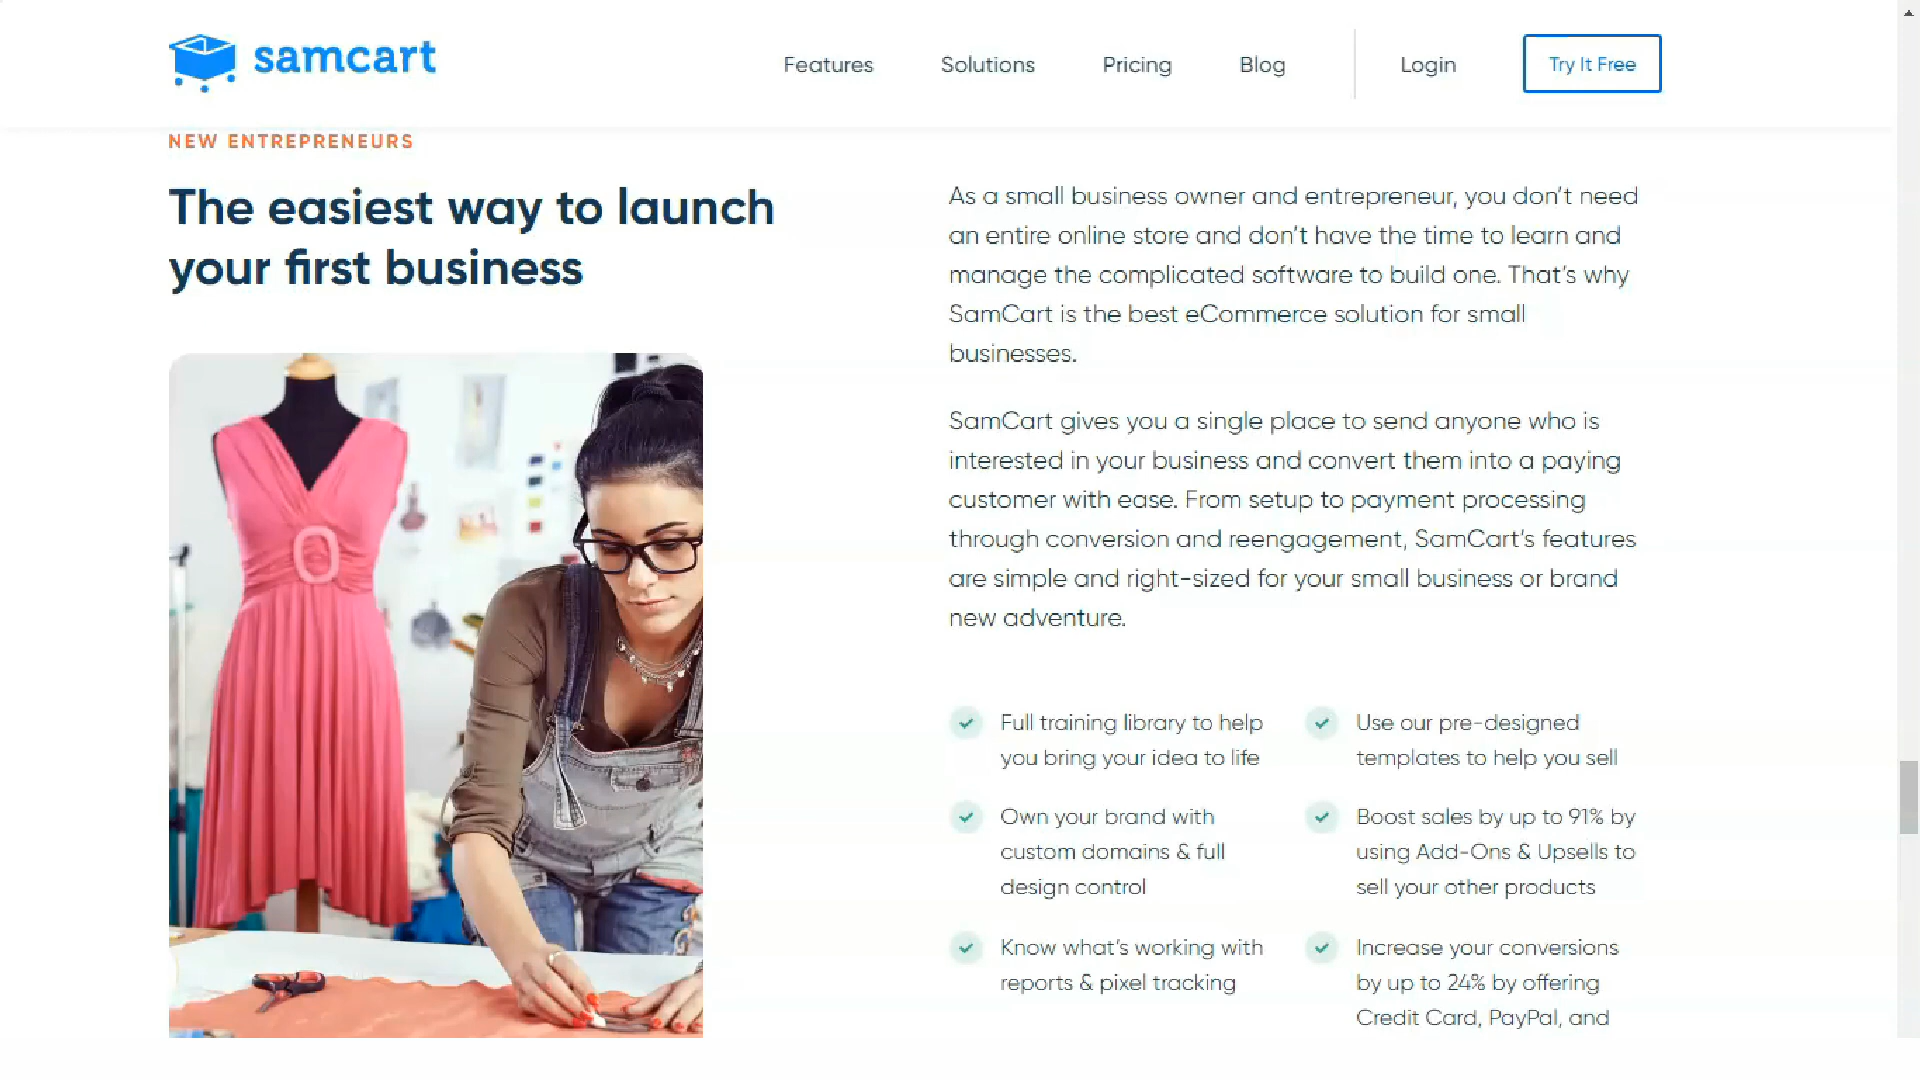 samcart
Features
Solutions
Pricing
Blog
Login
Try It Free
NEW ENTREPRENEURS
The easiest way to launch
your first business
As a small business owner and entrepreneur, you don’t need
an entire online store and don’t have the time to learn and
manage the complicated software to build one. That’s why
SamCart is the best eCommerce solution for small
businesses.
SamCart gives you a single place to send anyone who is
interested in your business and convert them into a paying
customer with ease. From setup to payment processing
through conversion and reengagement, SamCart’s features
are simple and right-sized for your small business or brand
new adventure.
Full training library to help
you bring your idea to life
Use our pre-designed
templates to help you sell
Own your brand with
custom domains & full
design control
Boost sales by up to 91% by
using Add-Ons & Upsells to
sell your other products
Know what’s working with
reports & pixel tracking
Increase your conversions
by up to 24% by offering
Credit Card, PayPal, and